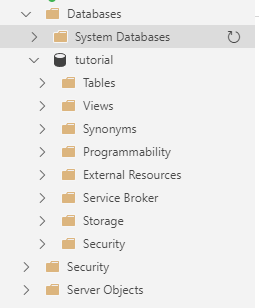 Databases
System Databases
tutorial
Tables
Views
Synonyms
Programmability
External Resources
Service Broker
Storage
Security
Security
Server Objects